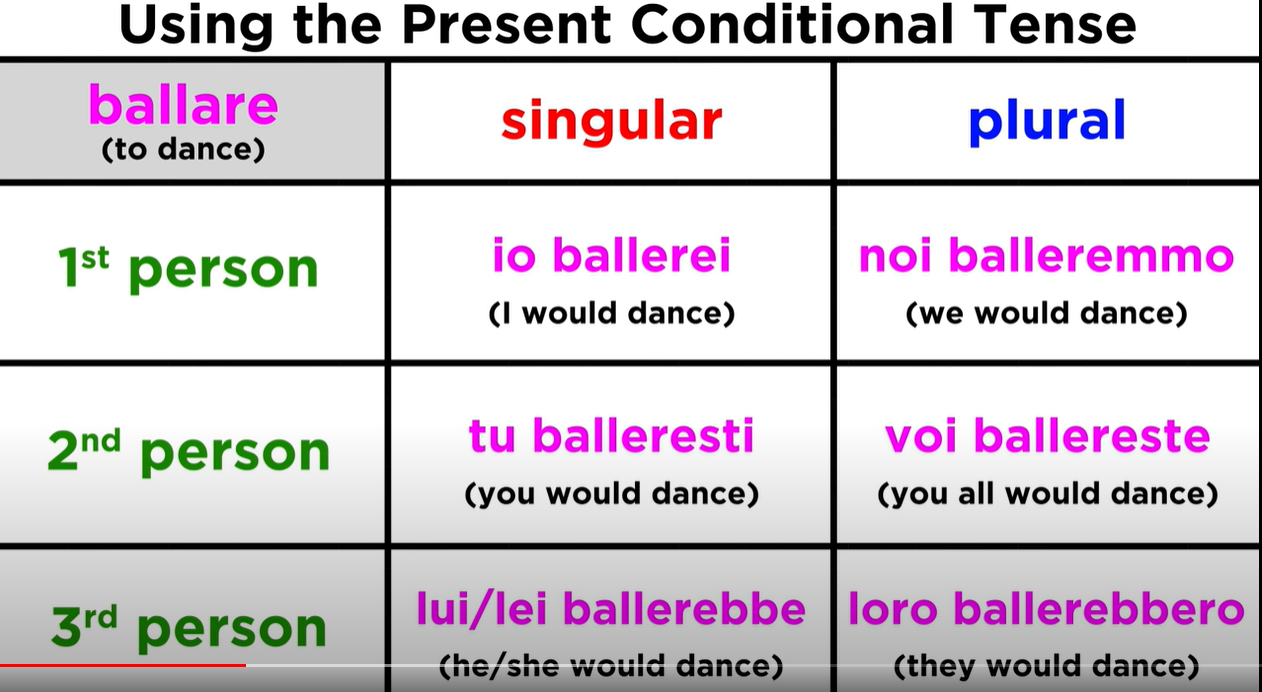 Using the Present Conditional Tense
ballare
(to dance)
singular
plural
1st person
io ballerei
(I would dance)
noi balleremmo
(we would dance)
2nd person
tu balleresti
(you would dance)
voi ballereste
(you all would dance)
3rd person
lui/lei ballerebbe
(he/she would dance)
loro ballerebbero
(they would dance)